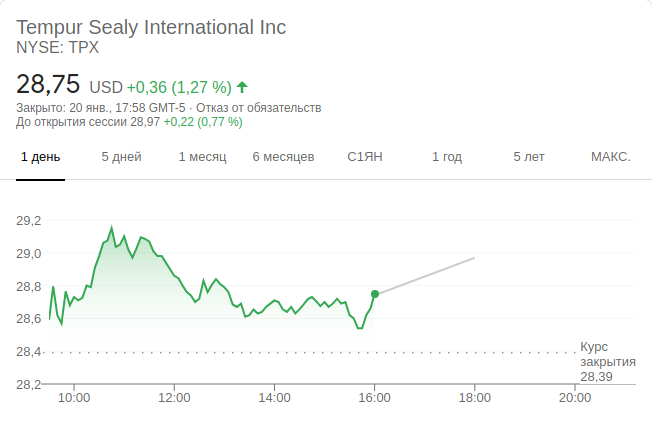 Tempur Sealy International Inc
NYSE: TPX
28,75 USD +0,36 (1,27 %)
Закрыто: 20 янв., 17:58 GMT-5 · Отказ от обязательств
До открытия сессии 28,97 +0,22 (0,77 %)
1 день 5 дней 1 месяц 6 месяцев С1ЯН 1 год 5 лет МАКС.
29,2
29,0
28,8
28,6
28,4
28,2
Курс
закрытия
28,39
10:00 12:00 14:00 16:00 18:00 20:00